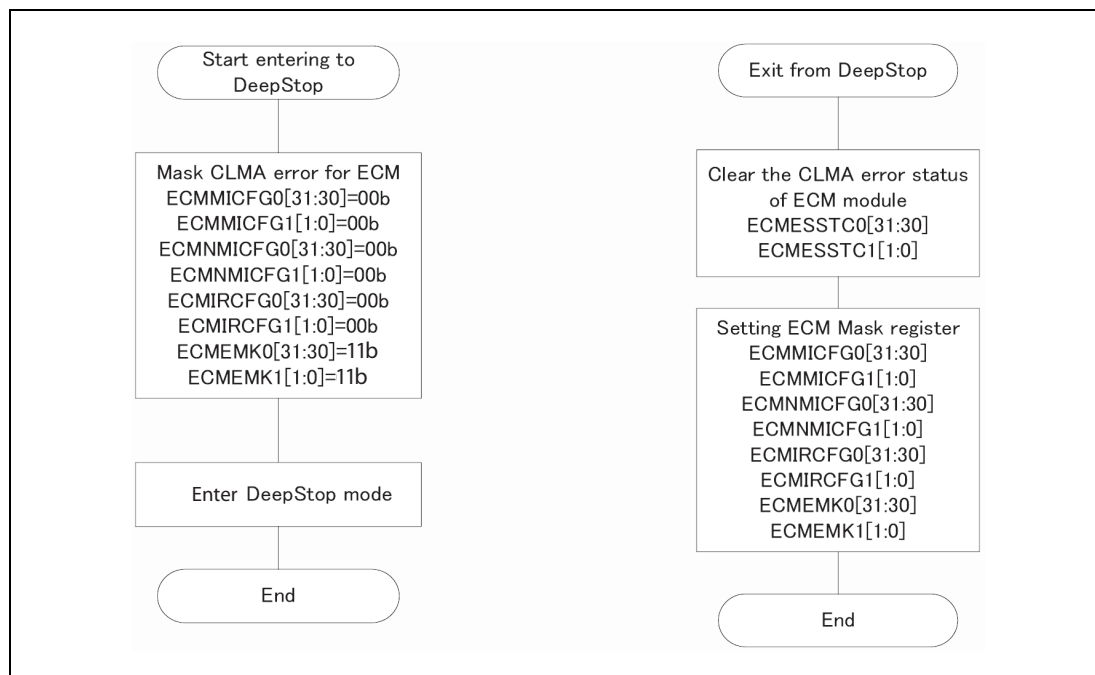 Start entering to
DeepStop
Mask CLMA error for ECM
ECMMICFG0[31:30]=00b
ECMMICFG1[1:0]=00b
ECMNMICFG0[31:30]=00b
ECMNMICFG1[1:0]=00b
ECMIRCFG0[31:30]=00b
ECMIRCFG1[1:0]=00b
ECMEMK0[31:30]=11b
ECMEMK1[1:0]=11b
Enter DeepStop mode
End
Exit from DeepStop
Clear the CLMA error status
of ECM module
ECMESSTC0[31:30]
ECMESSTC1[1:0]
Setting ECM Mask register
ECMMICFG0[31:30]
ECMMICFG1[1:0]
ECMNMICFG0[31:30]
ECMNMICFG1[1:0]
ECMIRCFG0[31:30]
ECMIRCFG1[1:0]
ECMEMK0[31:30]
ECMEMK1[1:0]
End